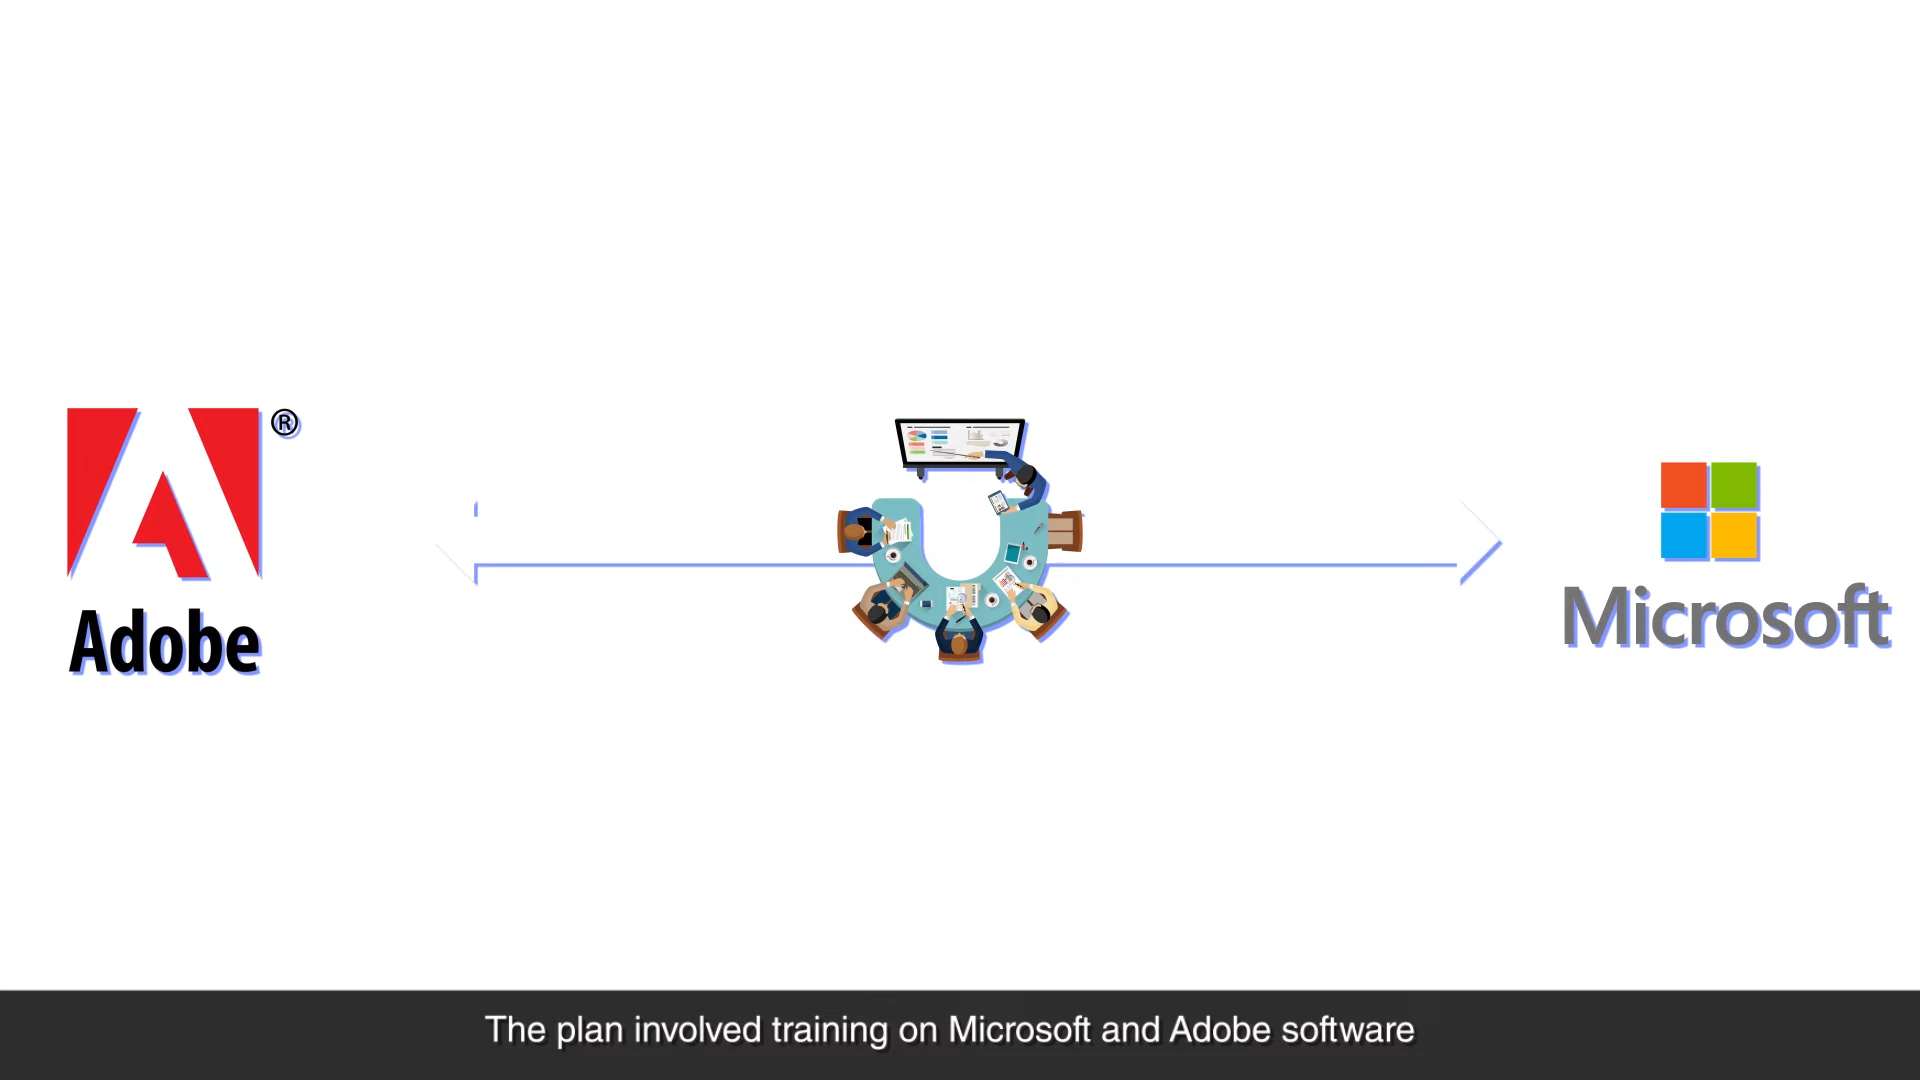 ®
Adobe
Microsoft
The plan involved training on Microsoft and Adobe software